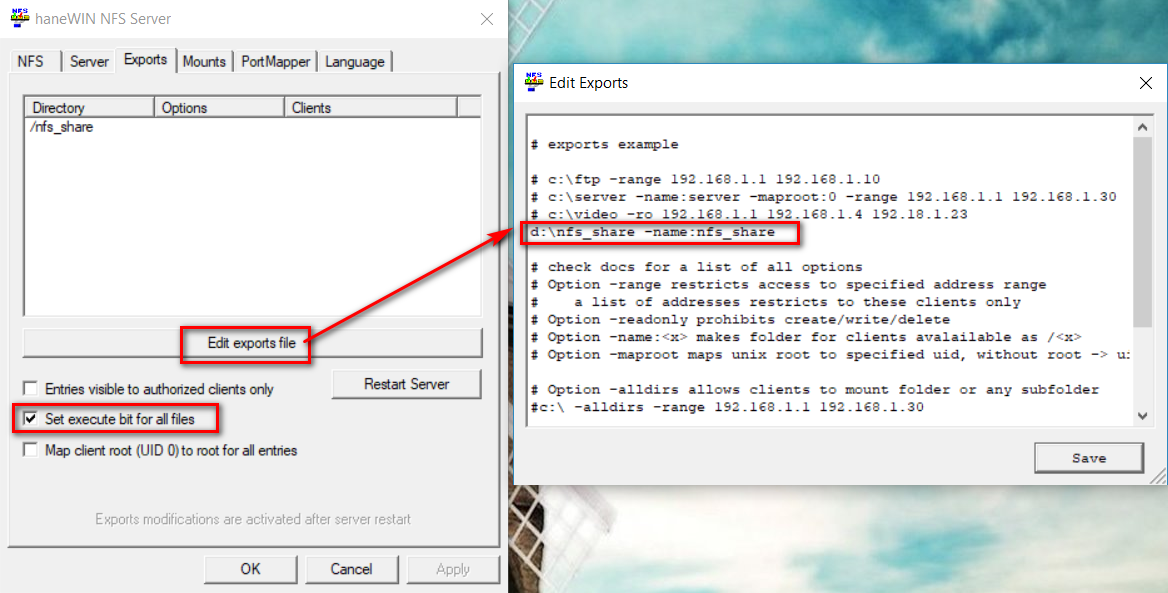 haneWIN NFS Server
NFS Server Exports Mounts PortMapper Language
Directory Options Clients
/nfs_share
Edit exports file
Entries visible to authorized clients only
Restart Server
Set execute bit for all files
Map client root (UID 0) to root for all entries
Exports modifications are activated after server restart
OK Cancel Apply
Edit Exports
# exports example
# c:\ftp -range 192.168.1.1 192.168.1.10
# c:\server -name:server -maproot:0 -range 192.168.1.1 192.168.1.30
# c:\video -ro 192.168.1.1 192.168.1.4 192.18.1.23
d:\nfs_share -name:nfs_share
# check docs for a list of all options
# Option -range restricts access to specified address range
# a list of addresses restricts to these clients only
# Option -readonly prohibits create/write/delete
# Option -name:<x> makes folder for clients avalailable as /<x>
# Option -maproot maps unix root to specified uid, without root -> u
# Option -alldirs allows clients to mount folder or any subfolder
#c:\ -alldirs -range 192.168.1.1 192.168.1.30
Save